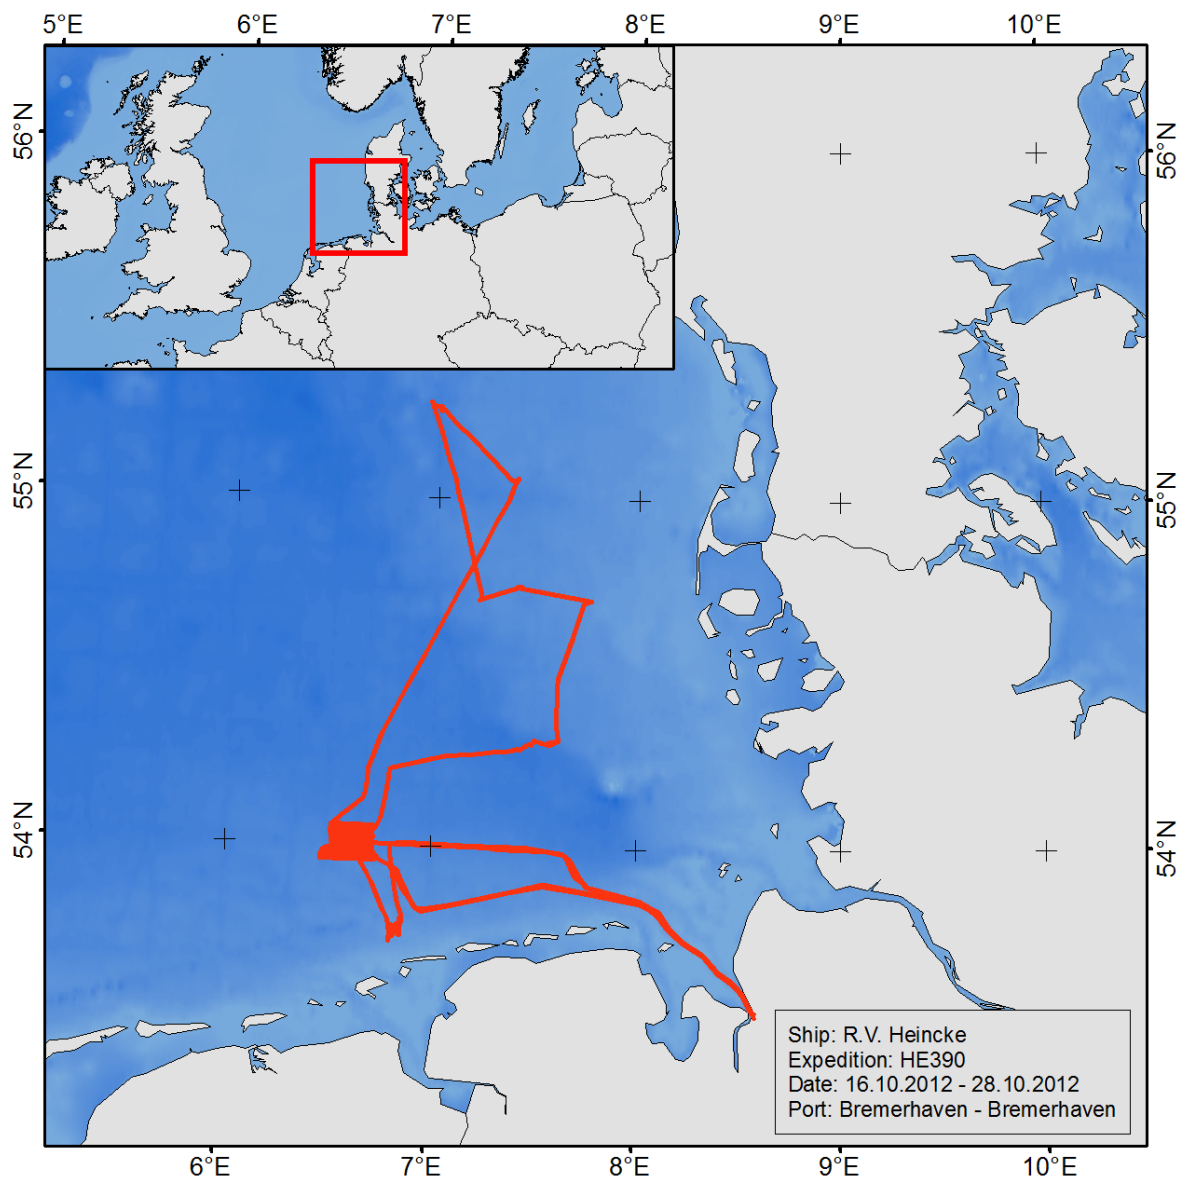 5°E 6°E 7°E 8°E 9°E 10°E
56°N 56°N
55°N 55°N
54°N 54°N
Ship: R.V. Heincke
Expedition: HE390
Date: 16.10.2012 - 28.10.2012
Port: Bremerhaven - Bremerhaven
6°E 7°E 8°E 9°E 10°E